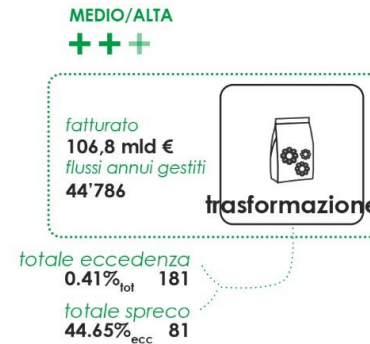 MEDIO/ALTA
+++
fatturato
106,8 mld €
flussi annui gestiti
44'786
trasformazione
totale eccedenza
0.41%tot 181
totale spreco
44.65%ecc 81